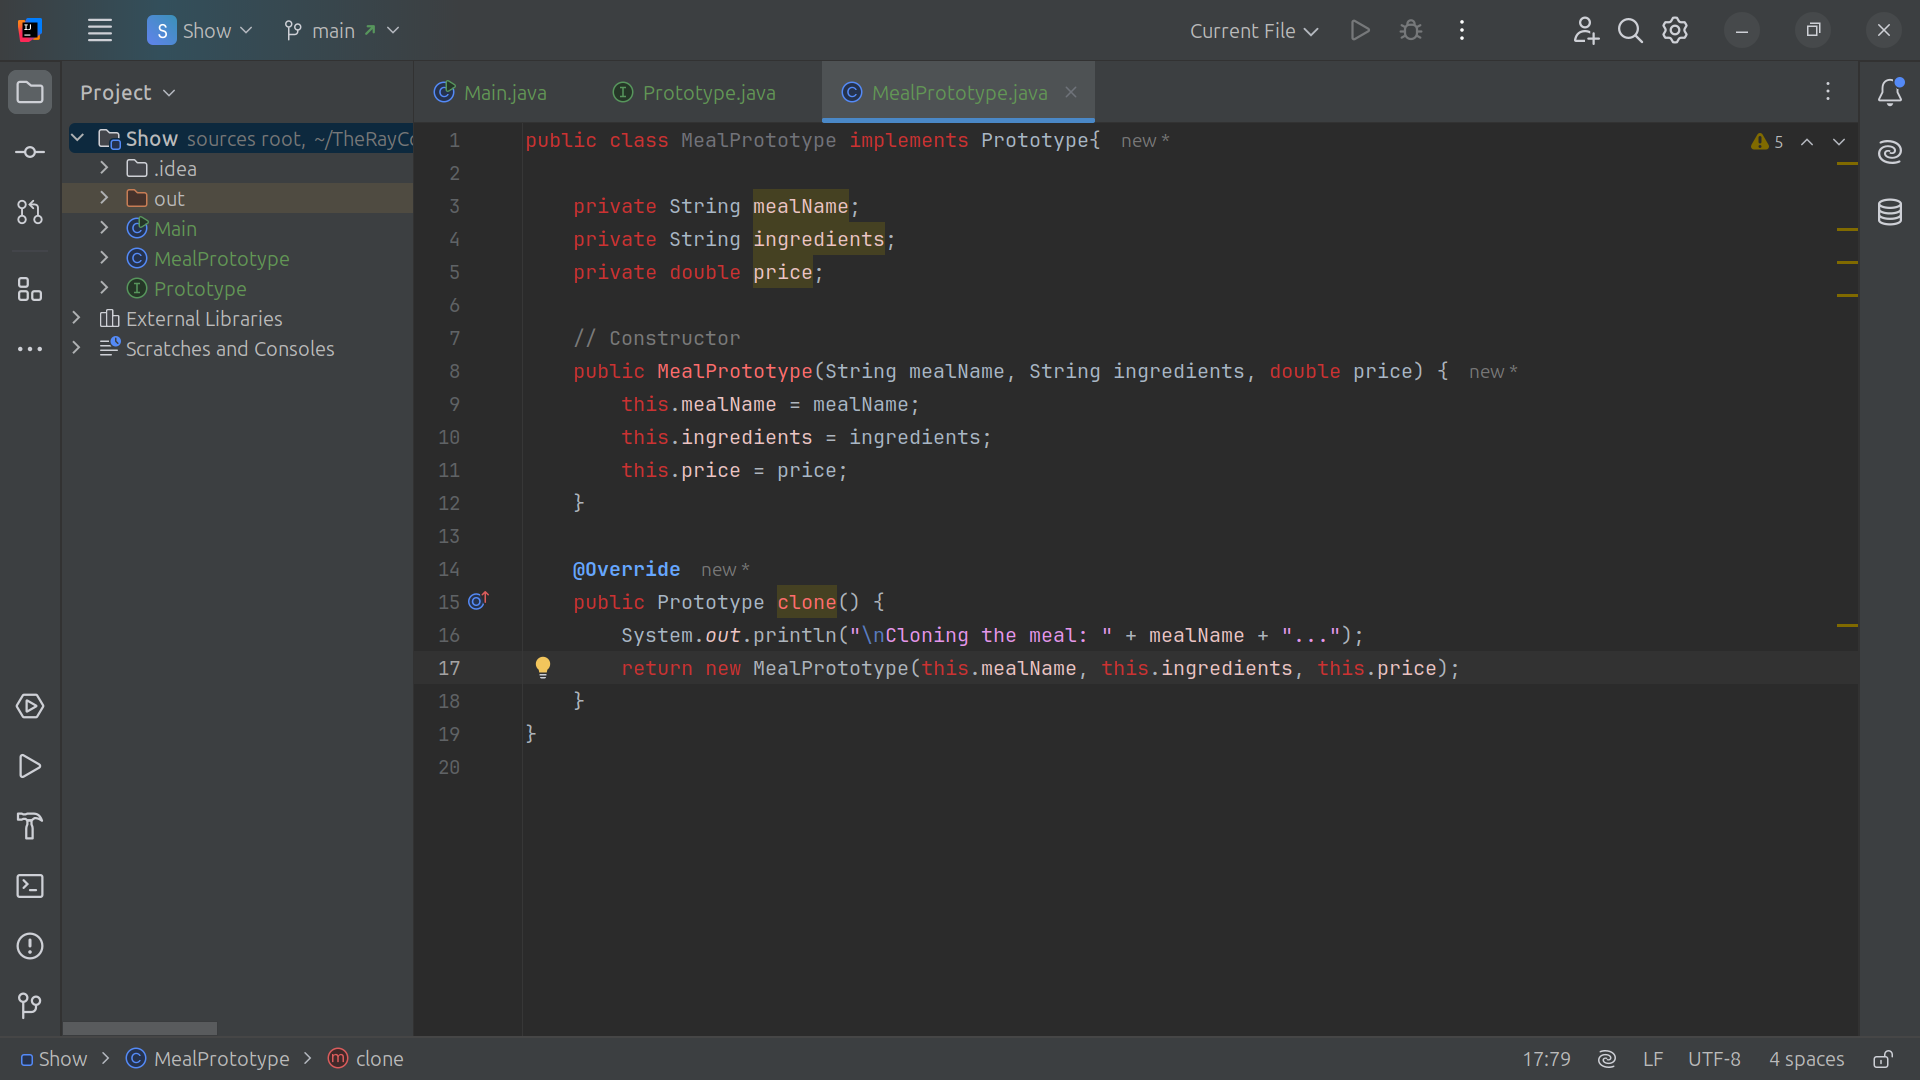 S Show main Current File
Project
Main.java Prototype.java MealPrototype.java
Show sources root, ~/TheRayCo
.idea
out
Main
MealPrototype
Prototype
External Libraries
Scratches and Consoles
1 public class MealPrototype implements Prototype{ new * 5
2
3 private String mealName;
4 private String ingredients;
5 private double price;
6
7 // Constructor
8 public MealPrototype(String mealName, String ingredients, double price) { new *
9 this.mealName = mealName;
10 this.ingredients = ingredients;
11 this.price = price;
12 }
13
14 @Override new *
15 public Prototype clone() {
16 System.out.println("\nCloning the meal: " + mealName + "...");
17 return new MealPrototype(this.mealName, this.ingredients, this.price);
18 }
19 }
20
Show > MealPrototype > clone 17:79 LF UTF-8 4 spaces